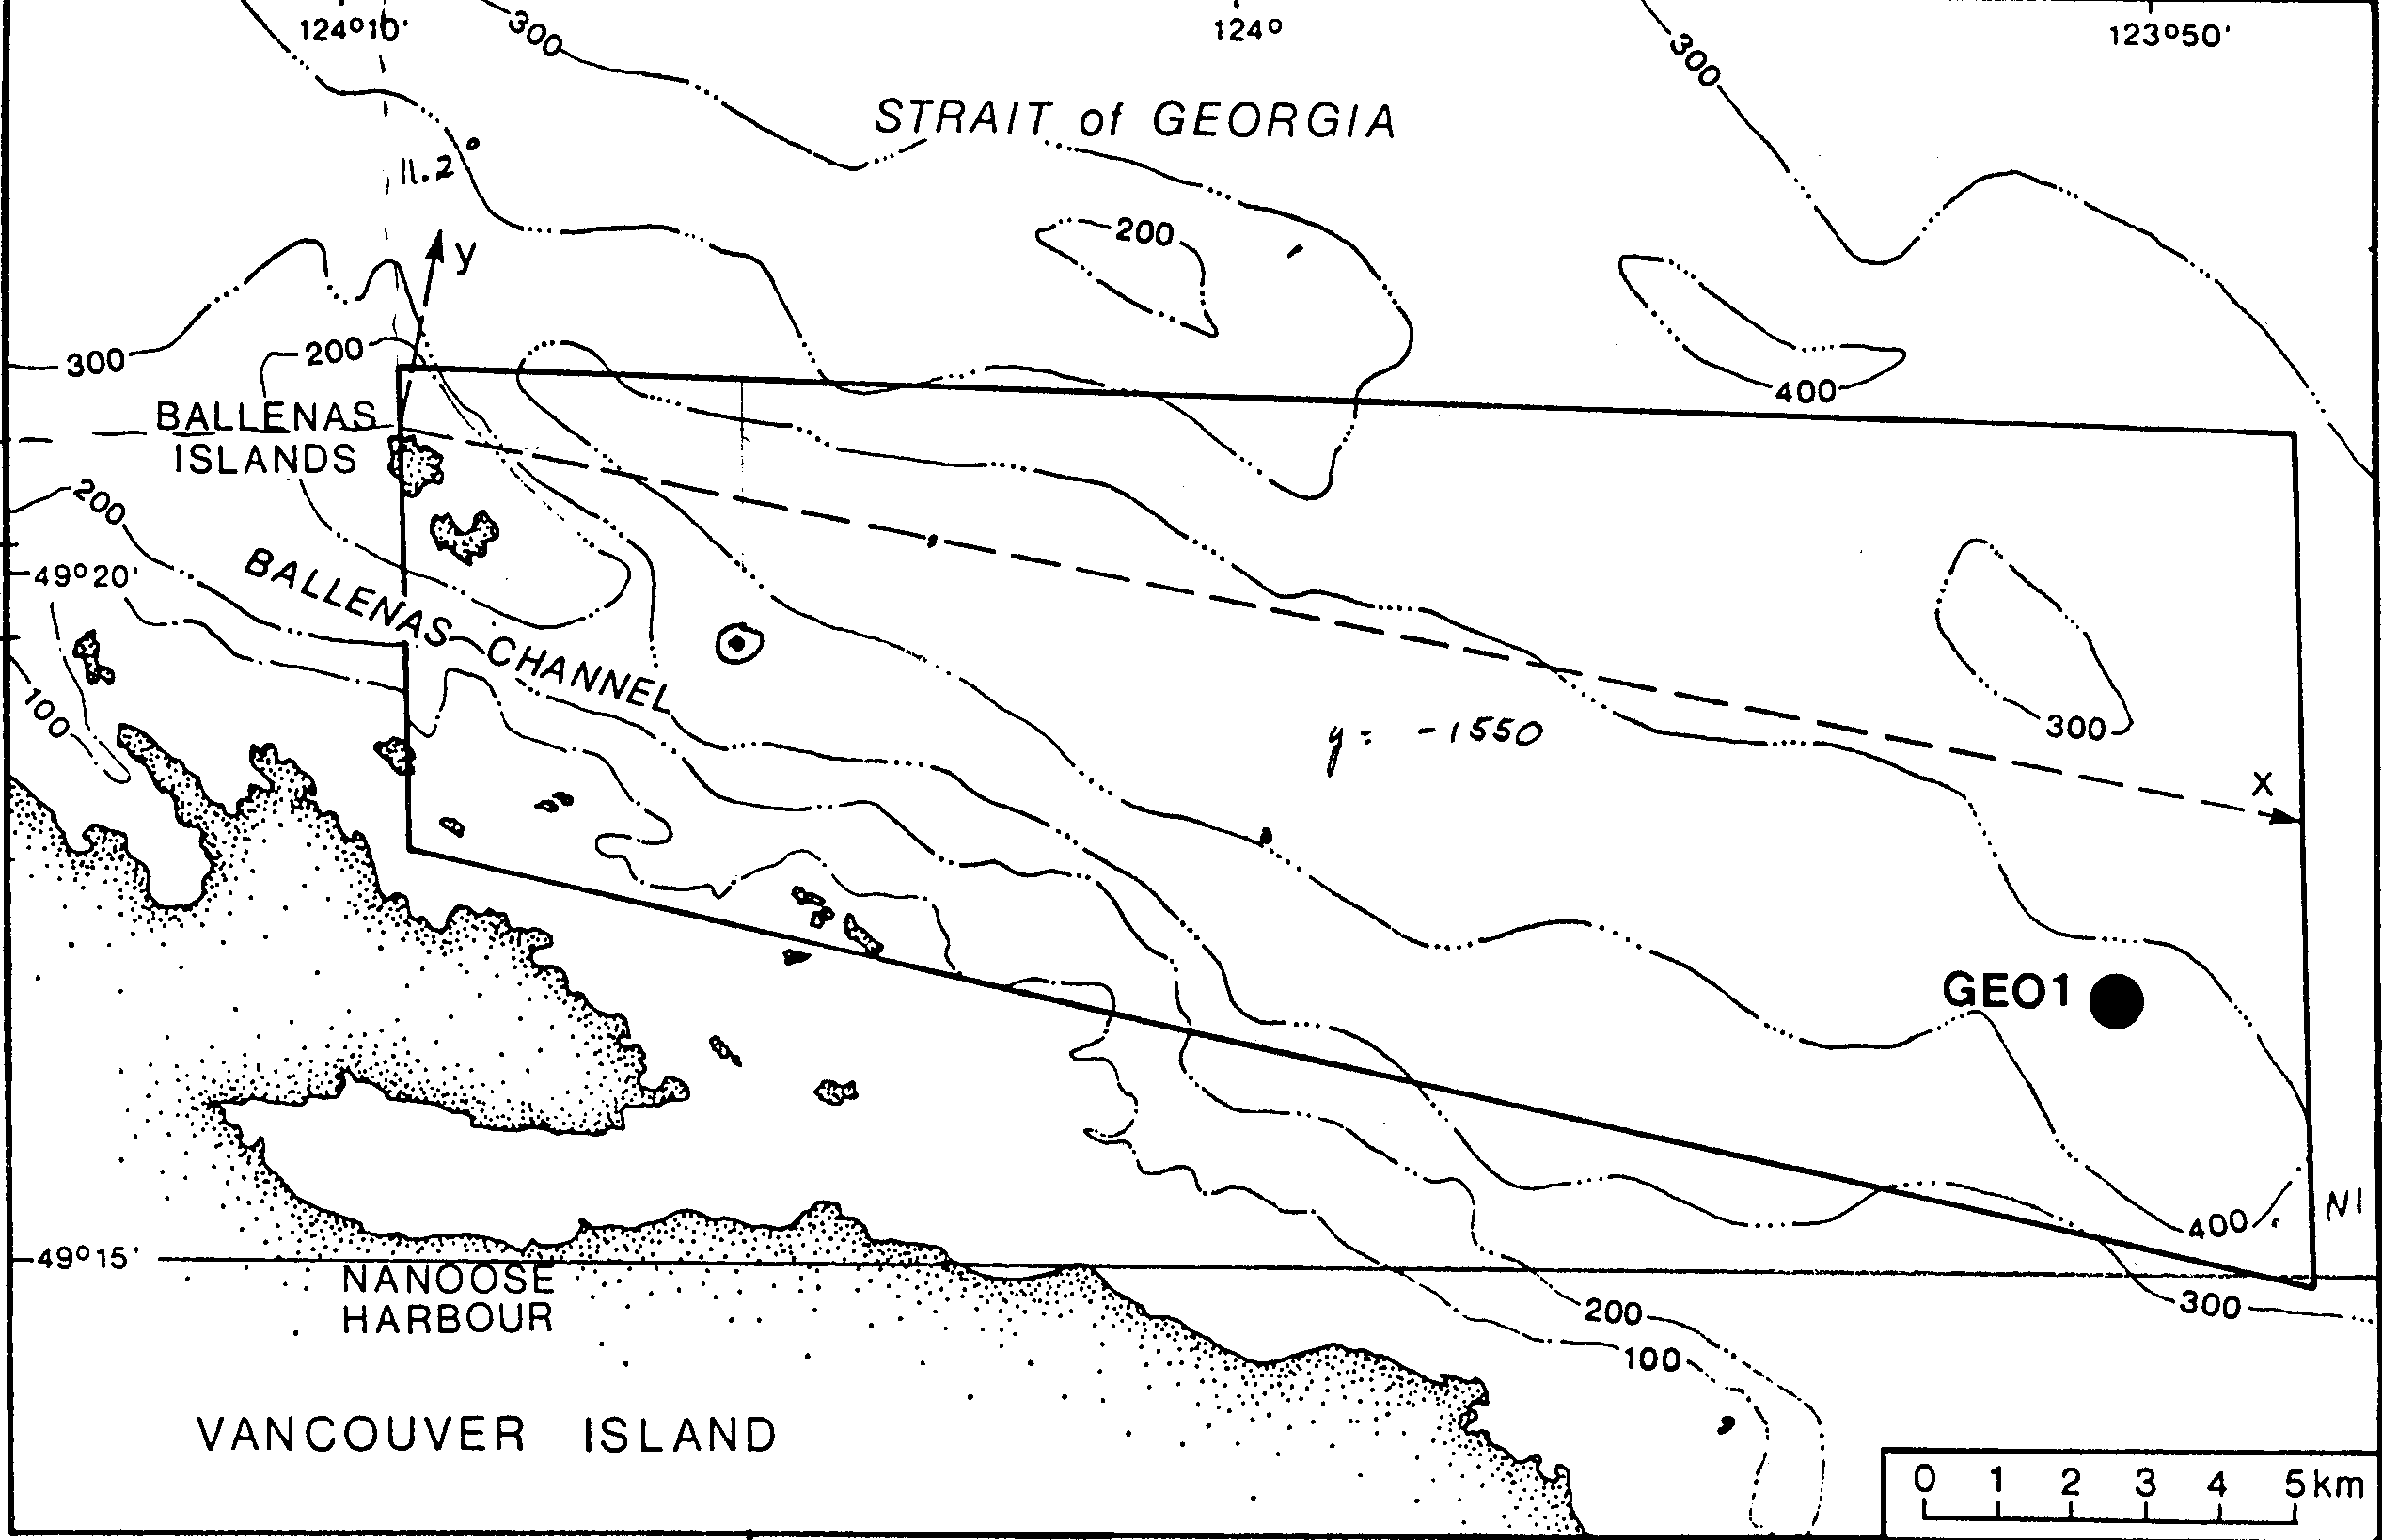 124°10'
124°
123°50'
300
300
STRAIT of GEORGIA
11.2
y
200
300
200
400
BALLENAS
ISLANDS
200
49°20'
BALLENAS CHANNEL
100
y = -1550
300
x
GEO1
400
N1
49°15'
NANOOSE
HARBOUR
200
300
100
VANCOUVER ISLAND
0 1 2 3 4 5 km